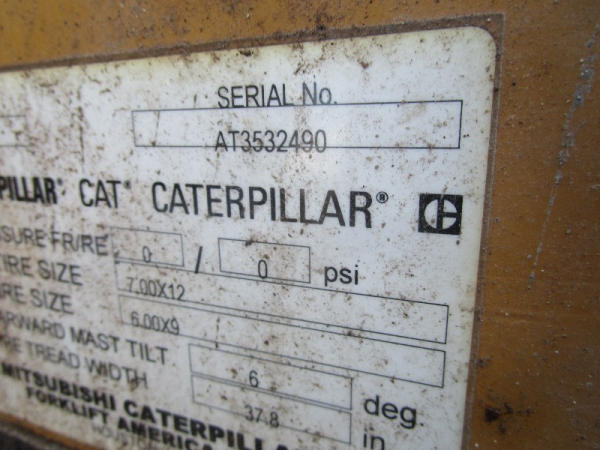 SERIAL No.
AT3532490
PILLAR® CAT® CATERPILLAR®
SURE FR/RE 0 / 0 psi
IRE SIZE 7.00X12
RE SIZE 6.00X9
ARWARD MAST TILT 6 deg.
TREAD WIDTH 37.8 in
MITSUBISHI CATERPILLA
FORKLIFT AMERICA